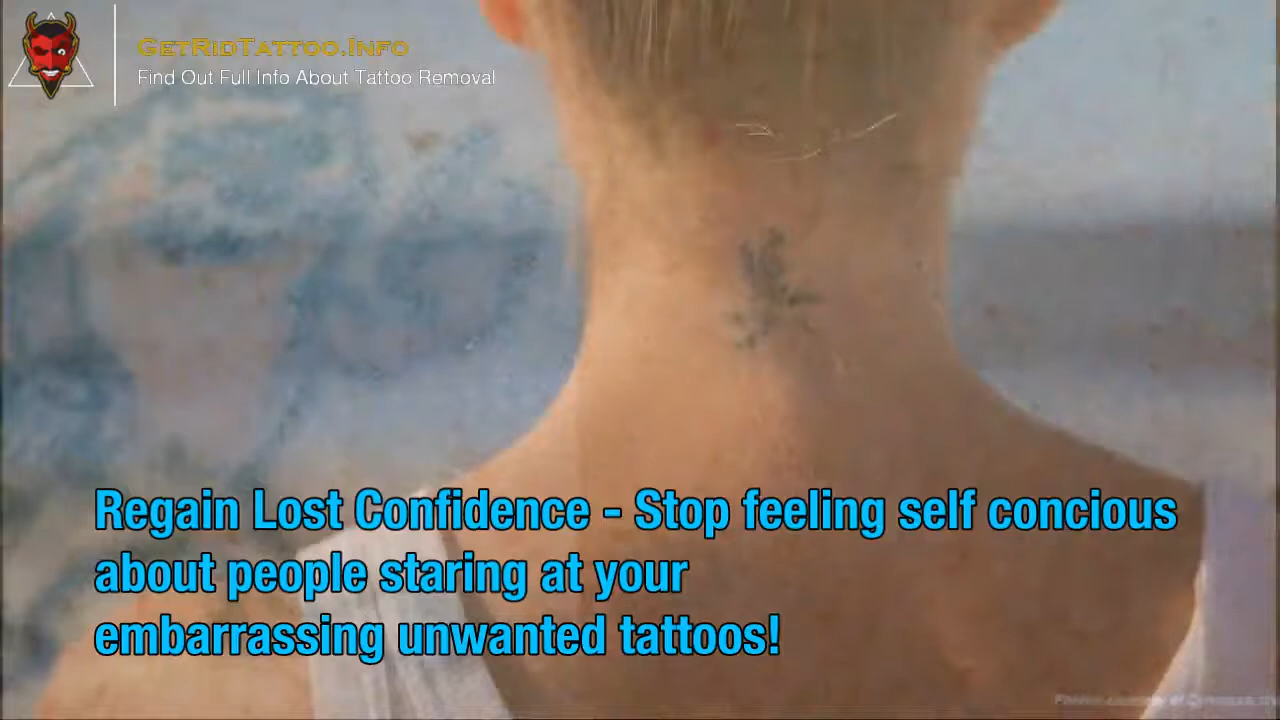 GetRidTattoo.Info
Find Out Full Info About Tattoo Removal
Regain Lost Confidence - Stop feeling self concious
about people staring at your
embarrassing unwanted tattoos!